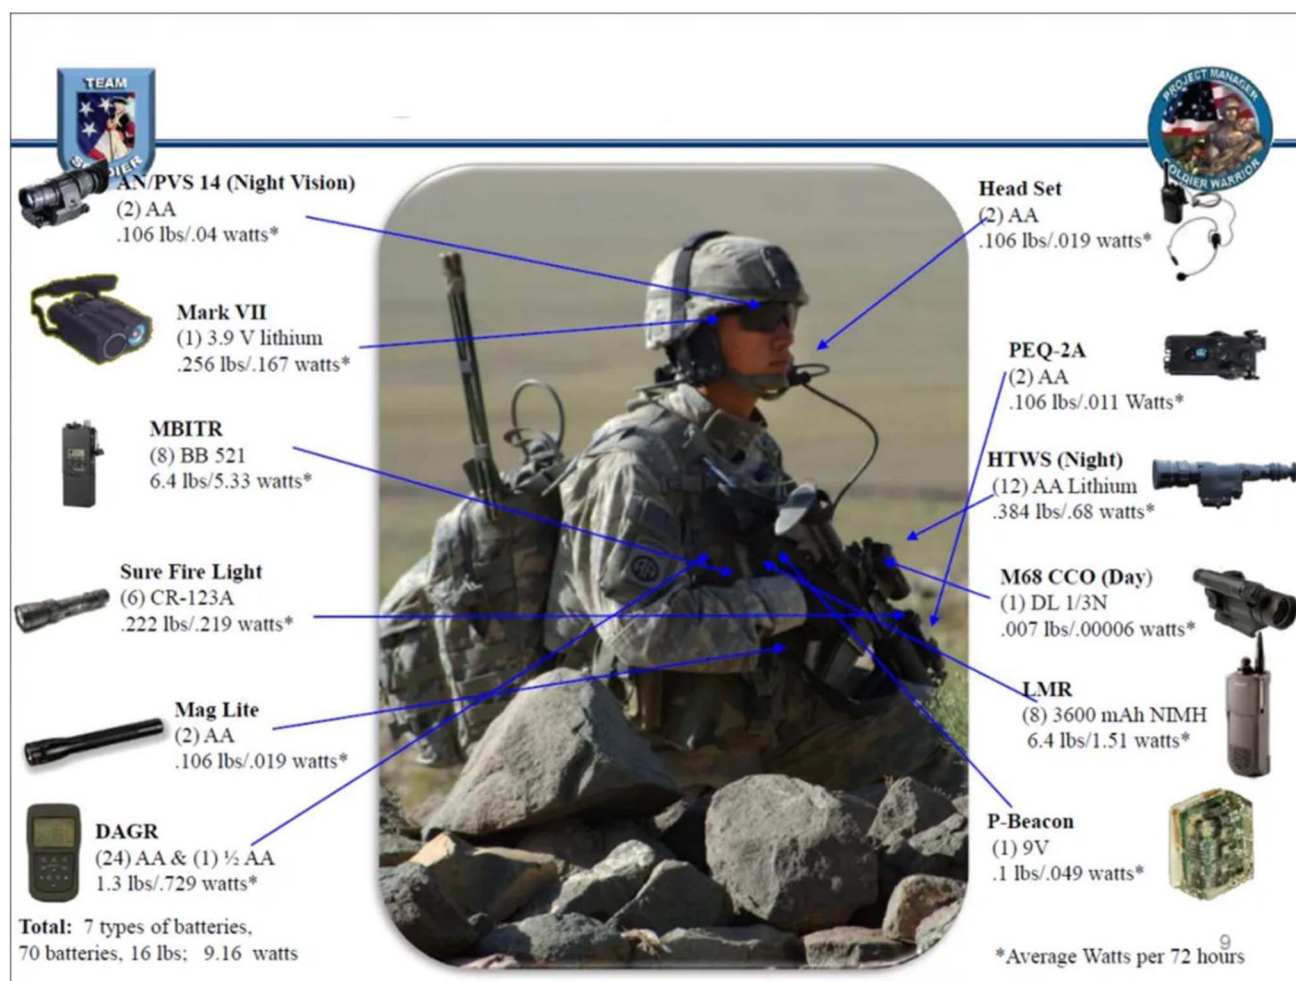 TEAM
SOLDIER
PROJECT MANAGER
SOLDIER WARRIOR
AN/PVS 14 (Night Vision)
(2) AA
.106 lbs/.04 watts*
Mark VII
(1) 3.9 V lithium
.256 lbs/.167 watts*
MBITR
(8) BB 521
6.4 lbs/5.33 watts*
Sure Fire Light
(6) CR-123A
.222 lbs/.219 watts*
Mag Lite
(2) AA
.106 lbs/.019 watts*
DAGR
(24) AA & (1) ½ AA
1.3 lbs/.729 watts*
Total: 7 types of batteries,
70 batteries, 16 lbs; 9.16 watts
Head Set
(2) AA
.106 lbs/.019 watts*
PEQ-2A
(2) AA
.106 lbs/.011 Watts*
HTWS (Night)
(12) AA Lithium
.384 lbs/.68 watts*
M68 CCO (Day)
(1) DL 1/3N
.007 lbs/.00006 watts*
LMR
(8) 3600 mAh NIMH
6.4 lbs/1.51 watts*
P-Beacon
(1) 9V
.1 lbs/.049 watts*
9
*Average Watts per 72 hours